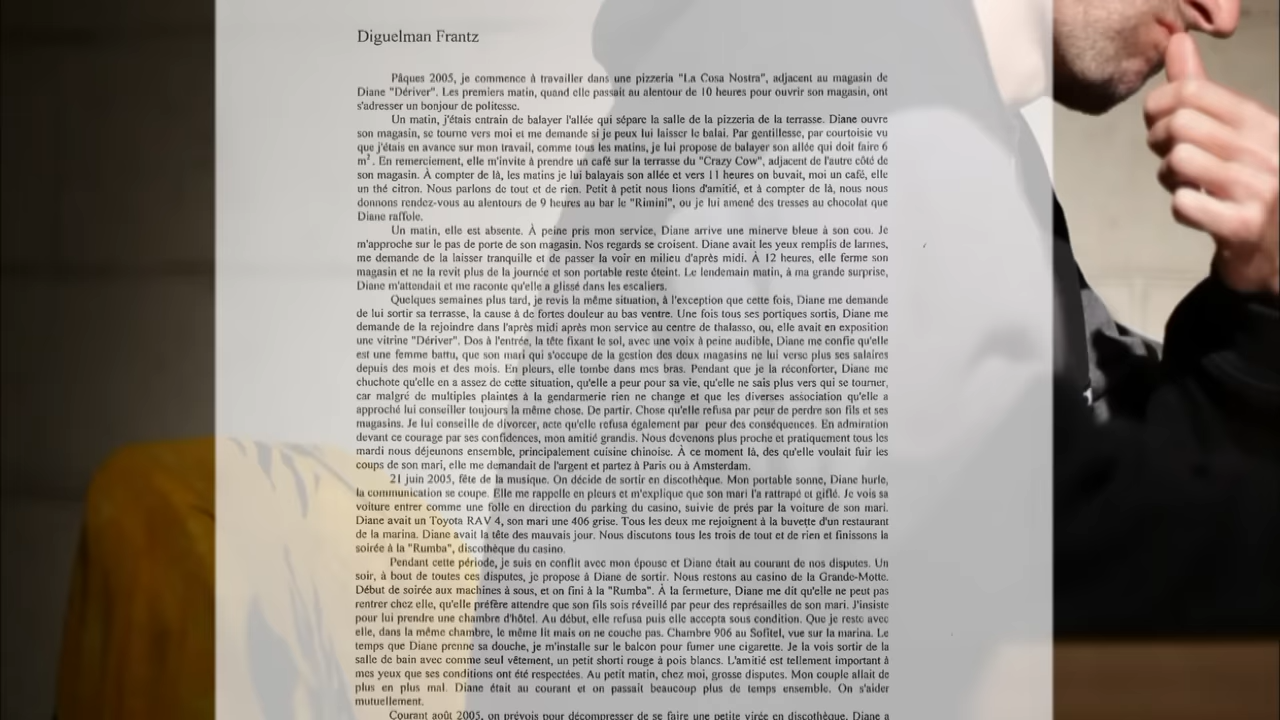 Diguelman Frantz
Pâques 2005, je commence à travailler dans une pizzeria "La Cosa Nostra", adjacent au magasin de
Diane "Dériver". Les premiers matin, quand elle passait au alentour de 10 heures pour ouvrir son magasin, ont
s'adresser un bonjour de politesse.
Un matin, j'étais entrain de balayer l'allée qui sépare la salle de la pizzeria de la terrasse. Diane ouvre
son magasin, se tourne vers moi et me demande si je peux lui laisser le balai. Par gentillesse, par courtoisie vu
que j'étais en avance sur mon travail, comme tous les matins, je lui propose de balayer son allée qui doit faire 6
m². En remerciement, elle m'invite à prendre un café sur la terrasse du "Crazy Cow", adjacent de l'autre côté de
son magasin. À compter de là, les matins je lui balayais son allée et vers 11 heures on buvait, moi un café, elle
un thé citron. Nous parlons de tout et de rien. Petit à petit nous lions d'amitié, et à compter de là, nous nous
donnons rendez-vous au alentours de 9 heures au bar le "Rimini", ou je lui amené des tresses au chocolat que
Diane raffole.
Un matin, elle est absente. À peine pris mon service, Diane arrive une minerve bleue à son cou. Je
m'approche sur le pas de porte de son magasin. Nos regards se croisent. Diane avait les yeux remplis de larmes,
me demande de la laisser tranquille et de passer la voir en milieu d'après midi. À 12 heures, elle ferme son
magasin et ne la revit plus de la journée et son portable reste éteint. Le lendemain matin, à ma grande surprise,
Diane m'attendait et me raconte qu'elle a glissé dans les escaliers.
Quelques semaines plus tard, je revis la même situation, à l'exception que cette fois, Diane me demande
de lui sortir sa terrasse, la cause à de fortes douleur au bas ventre. Une fois tous ses portiques sortis, Diane me
demande de la rejoindre dans l'après midi après mon service au centre de thalasso, ou, elle avait en exposition
une vitrine "Dériver". Dos à l'entrée, la tête fixant le sol, avec une voix à peine audible, Diane me confie qu'elle
est une femme battu, que son mari qui s'occupe de la gestion des deux magasins ne lui verse plus ses salaires
depuis des mois et des mois. En pleurs, elle tombe dans mes bras. Pendant que je la réconforter, Diane me
chuchote qu'elle en a assez de cette situation, qu'elle a peur pour sa vie, qu'elle ne sais plus vers qui se tourner,
car malgré de multiples plaintes à la gendarmerie rien ne change et que les diverses association qu'elle a
approché lui conseiller toujours la même chose. De partir. Chose qu'elle refusa par peur de perdre son fils et ses
magasins. Je lui conseille de divorcer, acte qu'elle refusa également par peur des conséquences. En admiration
devant ce courage par ses confidences, mon amitié grandis. Nous devenons plus proche et pratiquement tous les
mardi nous déjeunons ensemble, principalement cuisine chinoise. À ce moment là, des qu'elle voulait fuir les
coups de son mari, elle me demandait de l'argent et partez à Paris ou à Amsterdam.
21 juin 2005, fête de la musique. On décide de sortir en discothèque. Mon portable sonne, Diane hurle,
la communication se coupe. Elle me rappelle en pleurs et m'explique que son mari l'a rattrapé et giflé. Je vois sa
voiture entrer comme une folle en direction du parking du casino, suivie de prés par la voiture de son mari.
Diane avait un Toyota RAV 4, son mari une 406 grise. Tous les deux me rejoignent à la buvette d'un restaurant
de la marina. Diane avait la tête des mauvais jour. Nous discutons tous les trois de tout et de rien et finissons la
soirée à la "Rumba", discothèque du casino.
Pendant cette période, je suis en conflit avec mon épouse et Diane était au courant de nos disputes. Un
soir, à bout de toutes ces disputes, je propose à Diane de sortir. Nous restons au casino de la Grande-Motte.
Début de soirée aux machines à sous, et on fini à la "Rumba". À la fermeture, Diane me dit qu'elle ne peut pas
rentrer chez elle, qu'elle préfère attendre que son fils sois réveillé par peur des représailles de son mari. J'insiste
pour lui prendre une chambre d'hôtel. Au début, elle refusa puis elle accepta sous condition. Que je reste avec
elle, dans la même chambre, le même lit mais on ne couche pas. Chambre 906 au Sofitel, vue sur la marina. Le
temps que Diane prenne sa douche, je m'installe sur le balcon pour fumer une cigarette. Je la vois sortir de la
salle de bain avec comme seul vêtement, un petit shorti rouge à pois blancs. L'amitié est tellement important à
mes yeux que ses conditions ont été respectées. Au petit matin, chez moi, grosse disputes. Mon couple allait de
plus en plus mal. Diane était au courant et on passait beaucoup plus de temps ensemble. On s'aider
mutuellement.
Courant août 2005, on prévois pour décompresser de se faire une petite virée en discothèque. Diane a